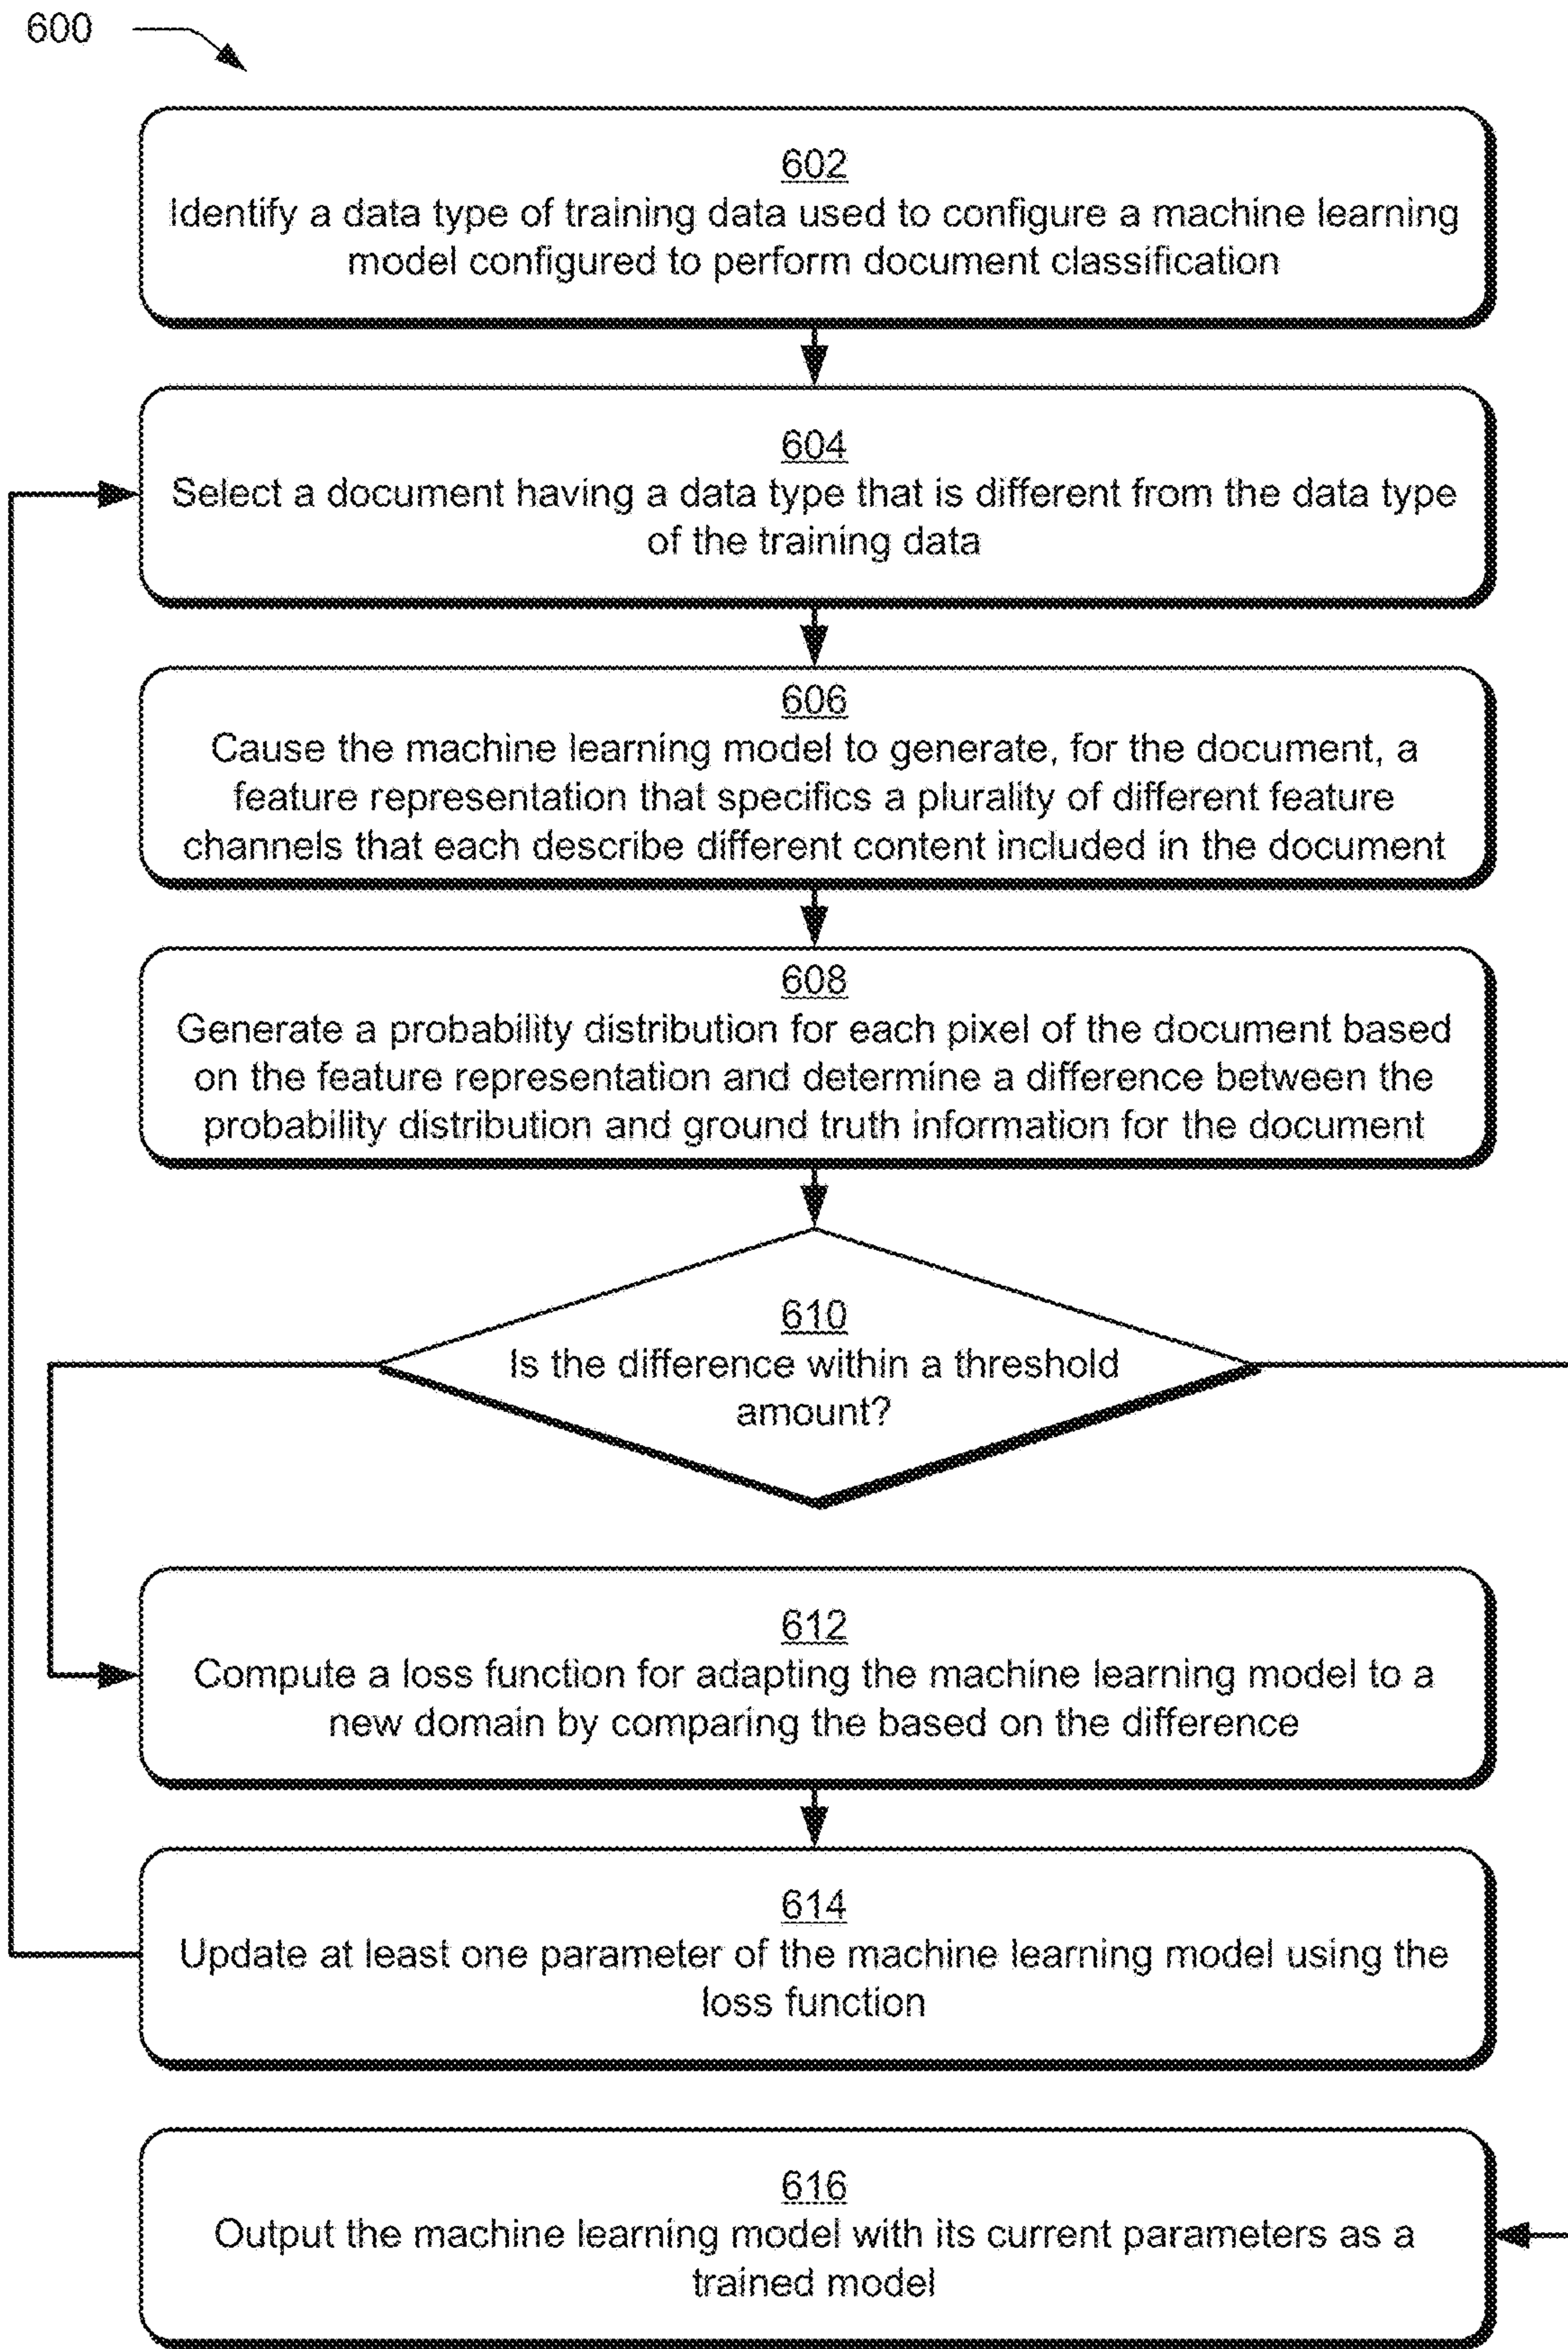 600
602
Identify a data type of training data used to configure a machine learning
model configured to perform document classification
604
Select a document having a data type that is different from the data type
of the training data
606
Cause the machine learning model to generate, for the document, a
feature representation that specifics a plurality of different feature
channels that each describe different content included in the document
608
Generate a probability distribution for each pixel of the document based
on the feature representation and determine a difference between the
probability distribution and ground truth information for the document
610
Is the difference within a threshold
amount?
612
Compute a loss function for adapting the machine learning model to a
new domain by comparing the based on the difference
614
Update at least one parameter of the machine learning model using the
loss function
616
Output the machine learning model with its current parameters as a
trained model